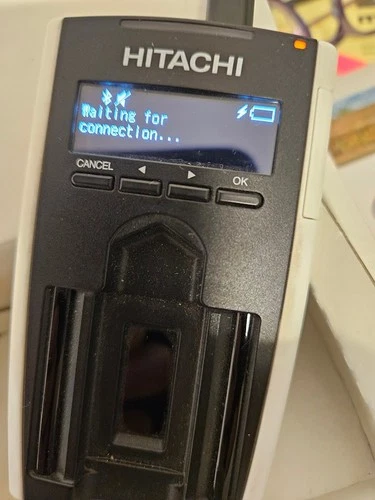 HITACHI
Waiting for
connection...
CANCEL
OK